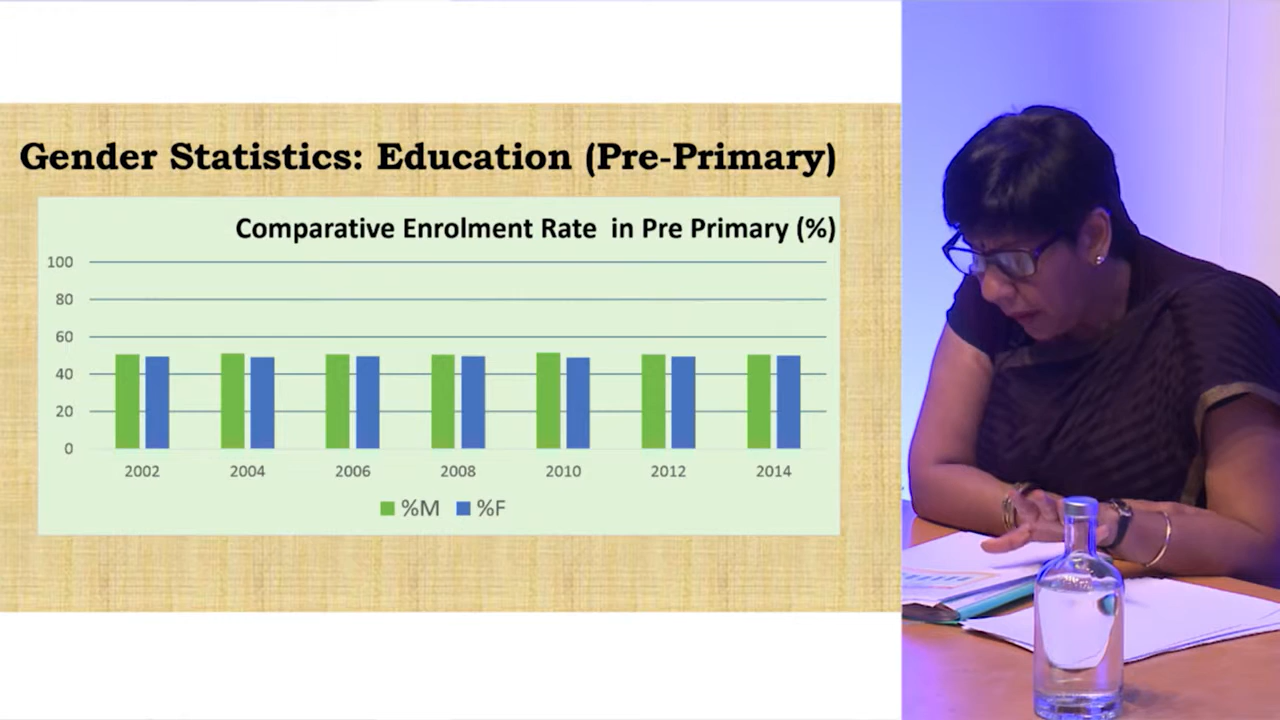 Gender Statistics: Education (Pre-Primary)
Comparative Enrolment Rate in Pre Primary (%)
100
80
60
40
20
0
2002 2004 2006 2008 2010 2012 2014
%M %F